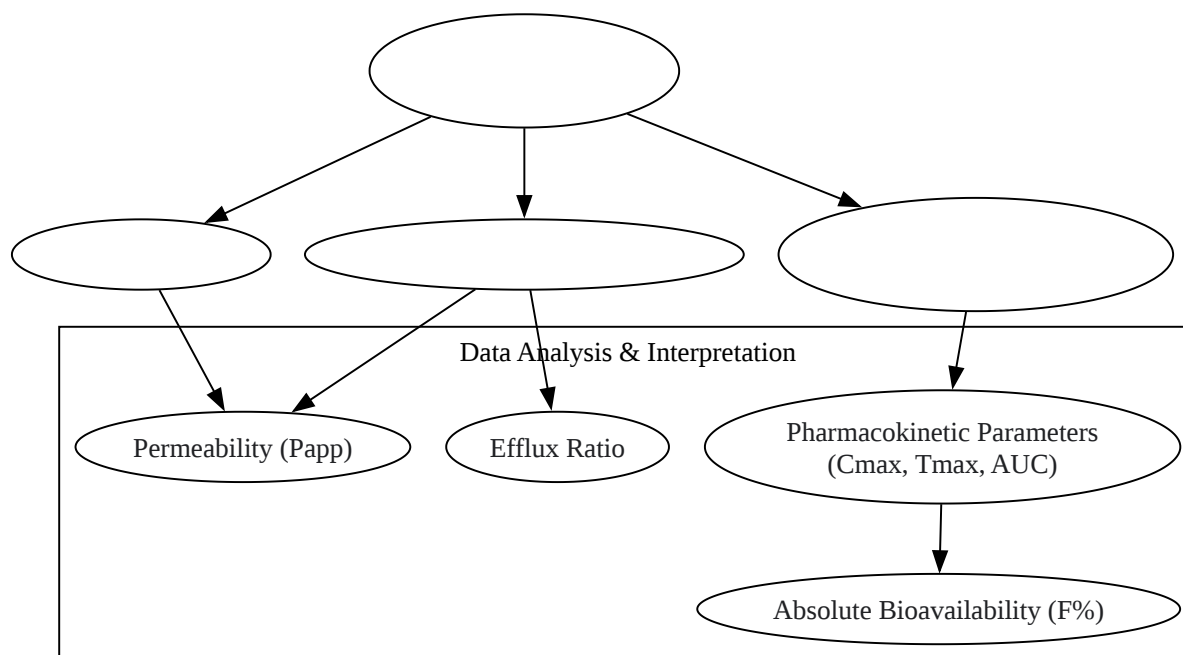 Data Analysis & Interpretation
Permeability (Papp)
Efflux Ratio
Pharmacokinetic Parameters
(Cmax, Tmax, AUC)
Absolute Bioavailability (F%)